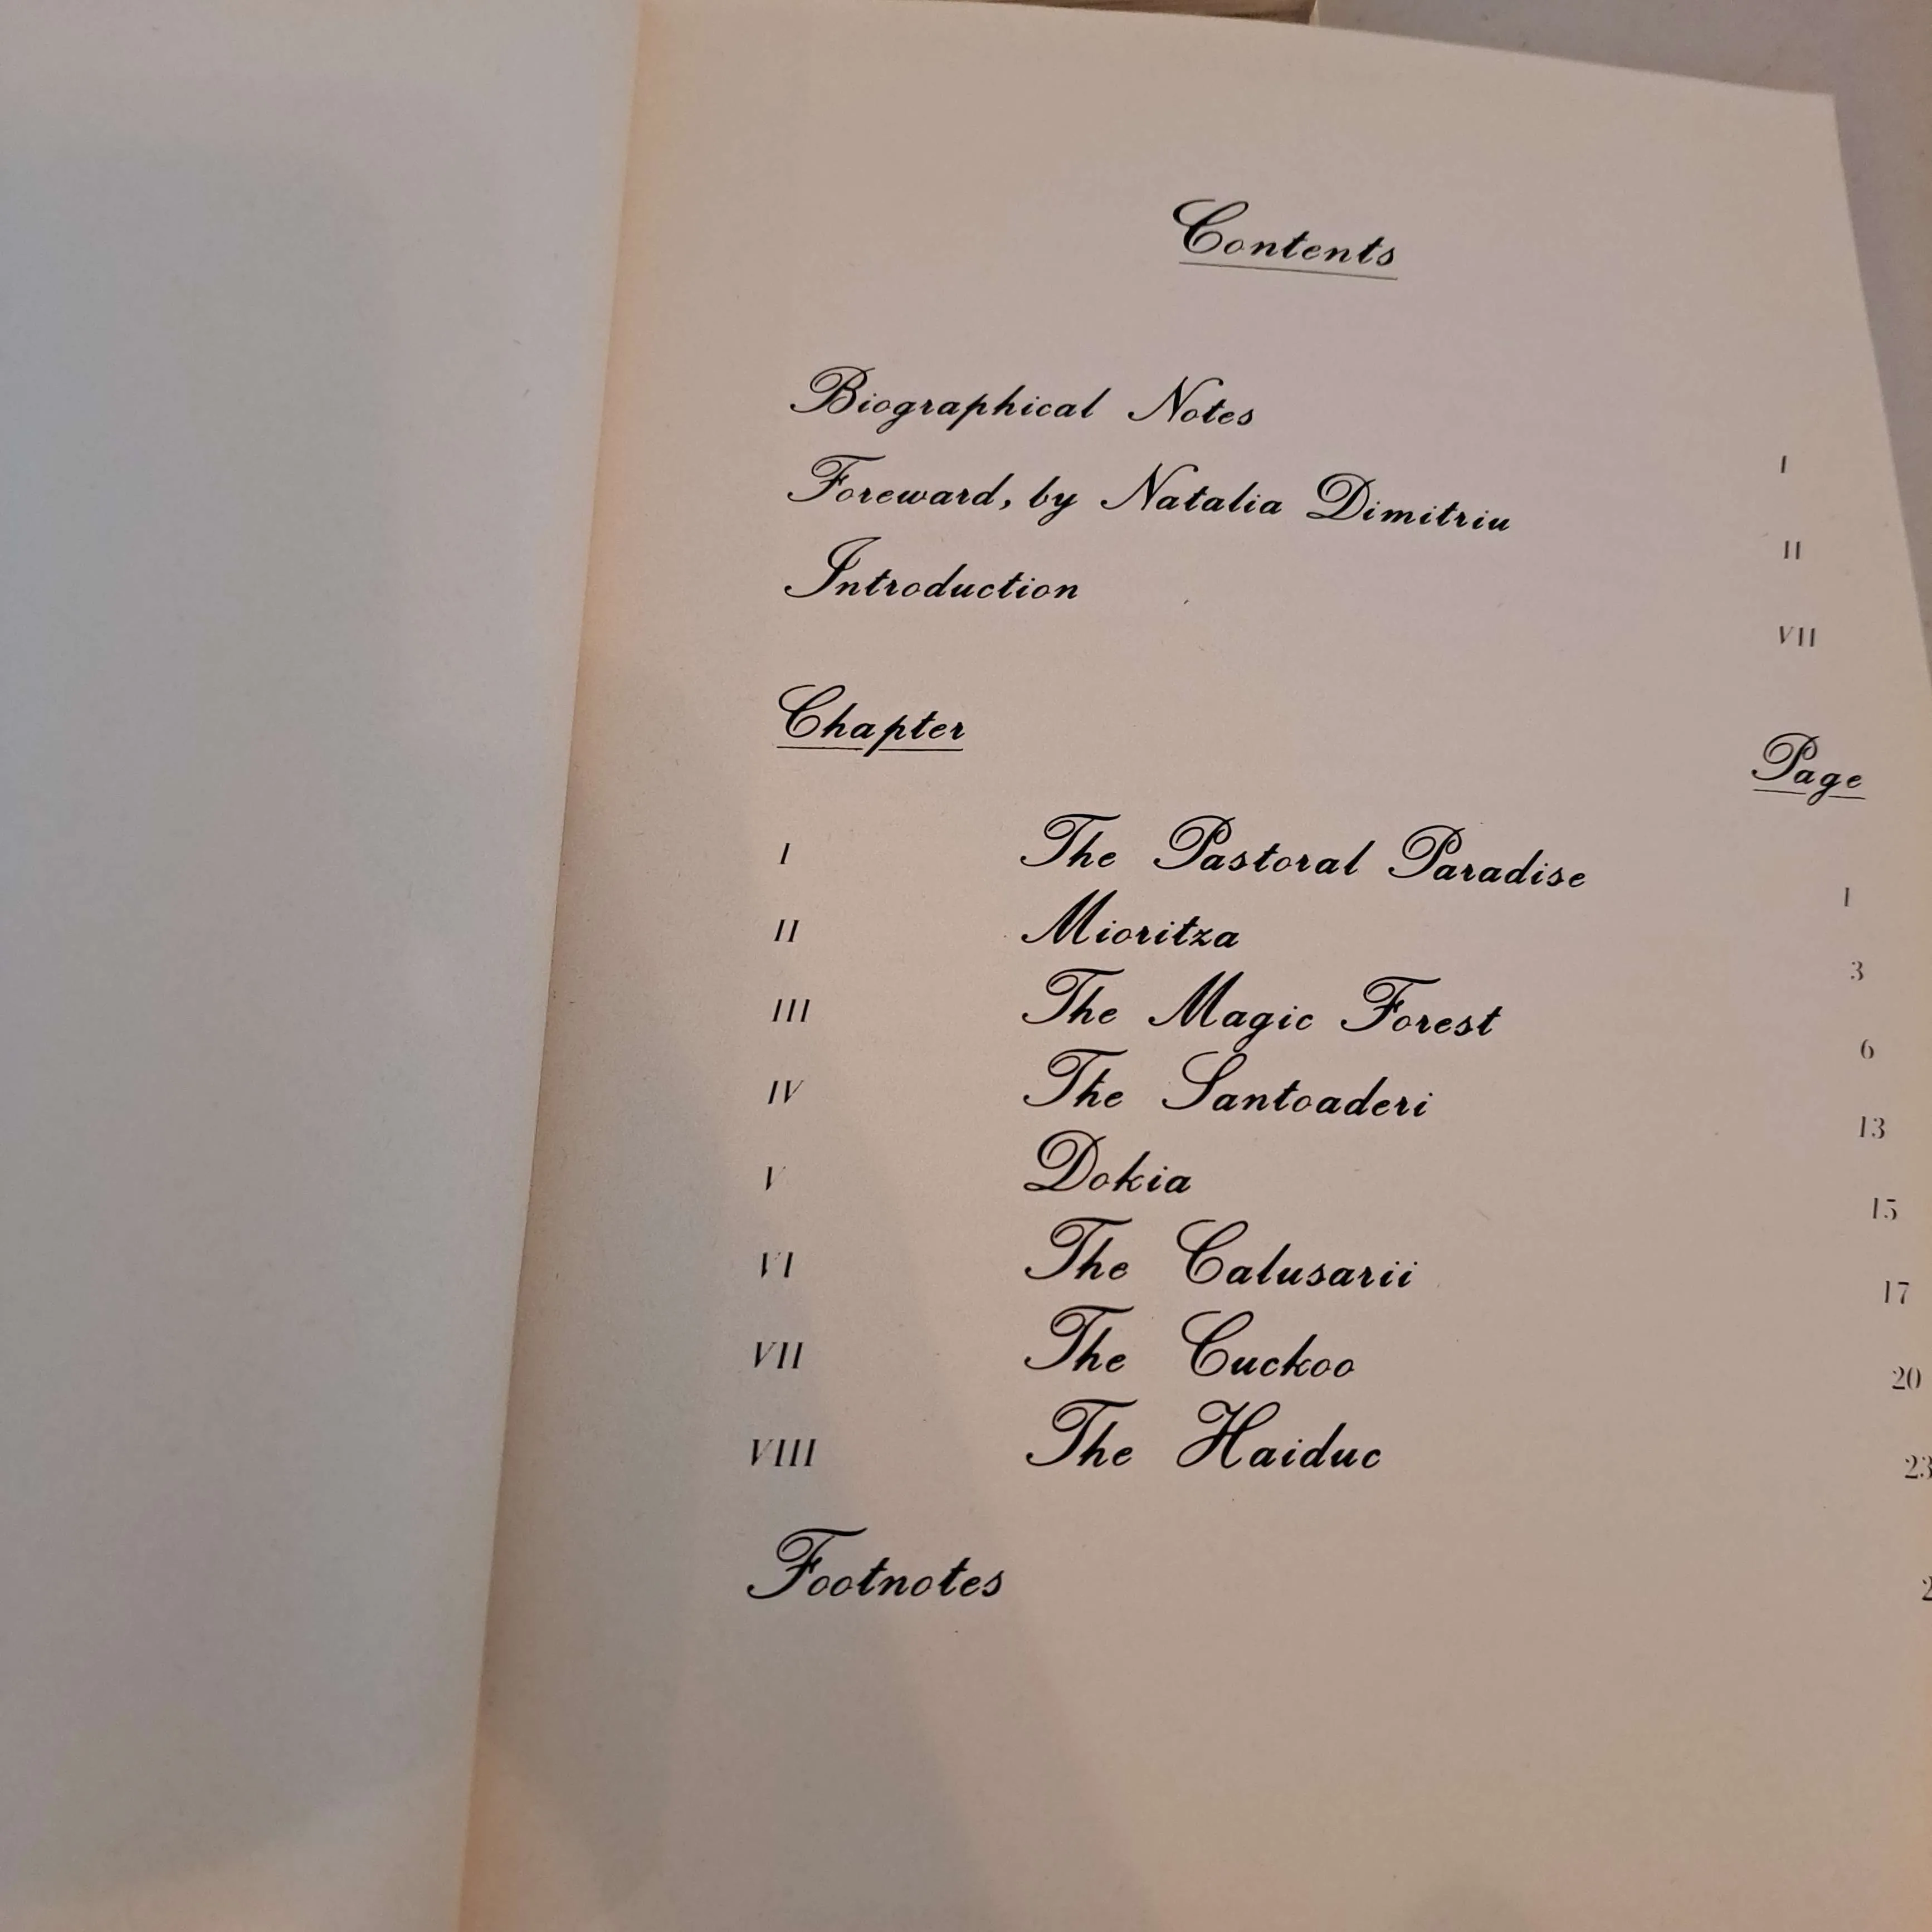 Contents
Biographical Notes I
Foreward, by Natalia Dimitriu II
Introduction VII
Chapter Page
I The Pastoral Paradise 1
II Mioritza 3
III The Magic Forest 6
IV The Santoaderi 13
V Dokia 15
VI The Calusarii 17
VII The Cuckoo 20
VIII The Haiduc 23
Footnotes